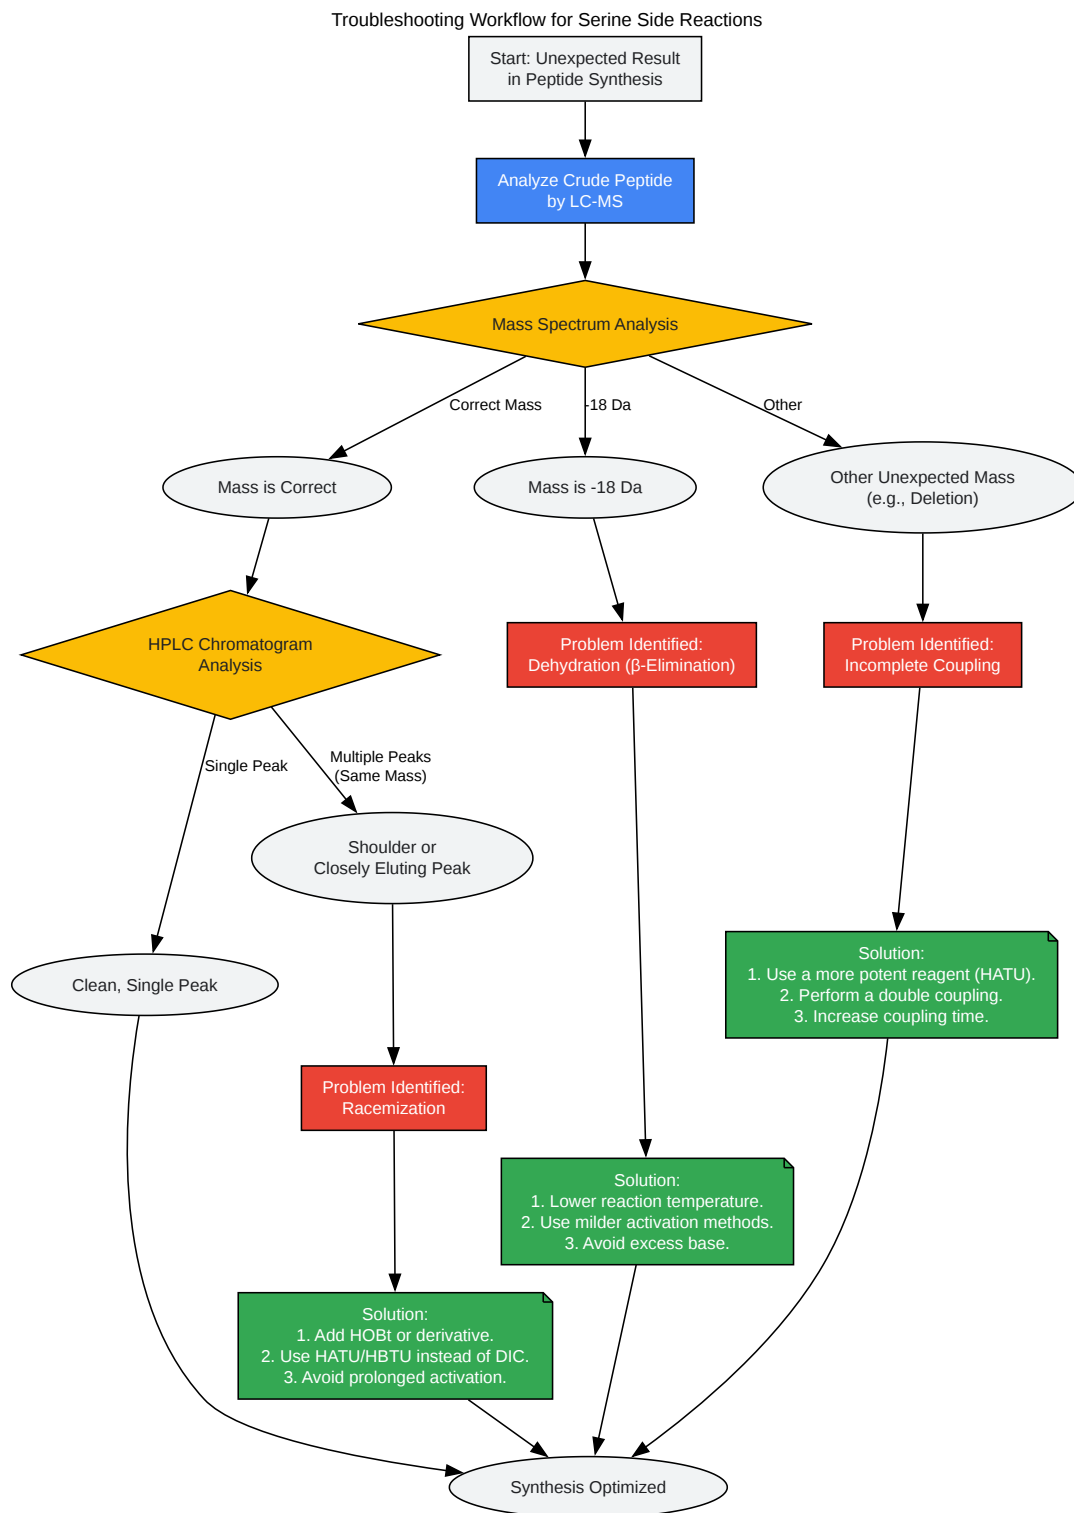 Troubleshooting Workflow for Serine Side Reactions
Start: Unexpected Result
in Peptide Synthesis
Analyze Crude Peptide
by LC-MS
Mass Spectrum Analysis
Correct Mass
-18 Da
Other
Mass is Correct
Mass is -18 Da
Other Unexpected Mass
(e.g., Deletion)
HPLC Chromatogram
Analysis
Problem Identified:
Dehydration (β-Elimination)
Problem Identified:
Incomplete Coupling
Single Peak
Multiple Peaks
(Same Mass)
Shoulder or
Closely Eluting Peak
Clean, Single Peak
Solution:
1. Use a more potent reagent (HATU).
2. Perform a double coupling.
3. Increase coupling time.
Problem Identified:
Racemization
Solution:
1. Lower reaction temperature.
2. Use milder activation methods.
3. Avoid excess base.
Solution:
1. Add HOBt or derivative.
2. Use HATU/HBTU instead of DIC.
3. Avoid prolonged activation.
Synthesis Optimized